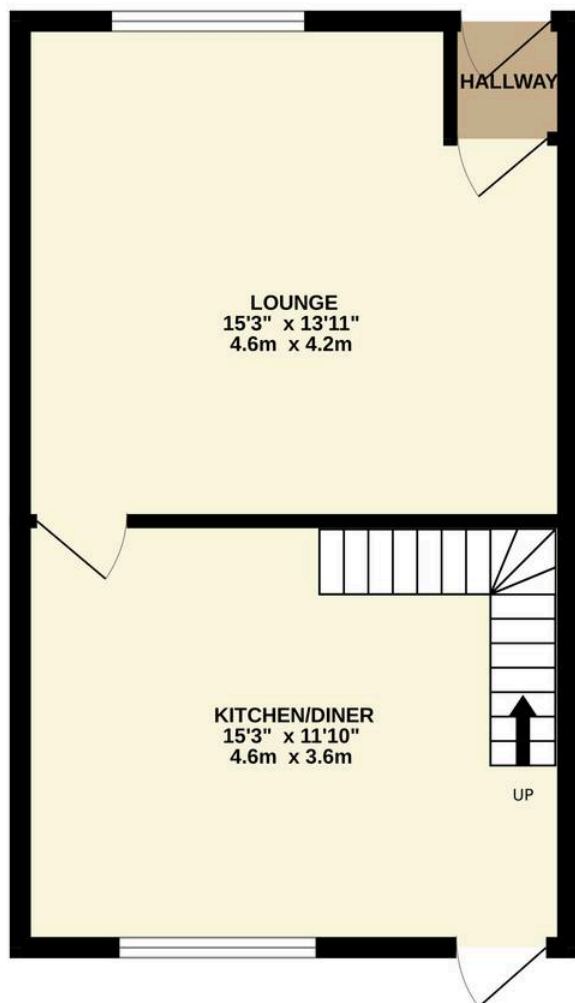 HALLWAY
LOUNGE
15'3" x 13'11"
4.6m x 4.2m
KITCHEN/DINER
15'3" x 11'10"
4.6m x 3.6m
UP